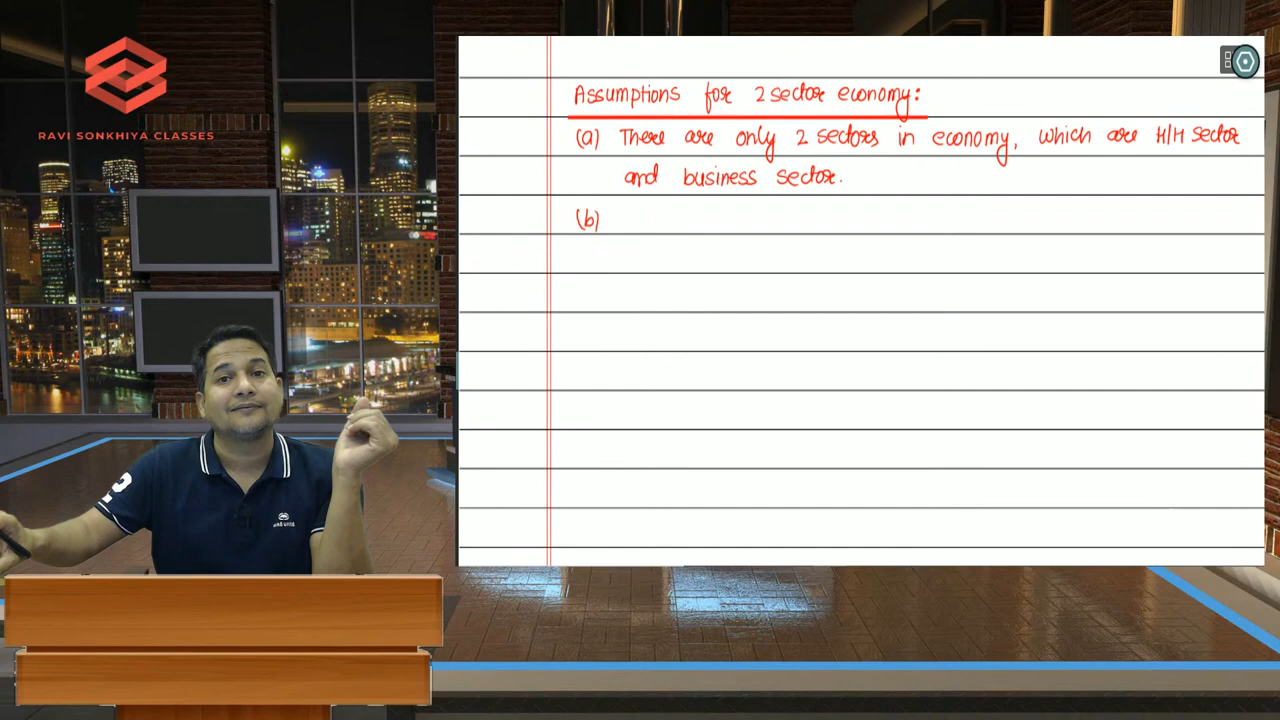 RAVI SONKHIYA CLASSES
Assumptions for 2 sector economy:
(a) There are only 2 sectors in economy, which are H/H sector
and business sector.
(b)
2